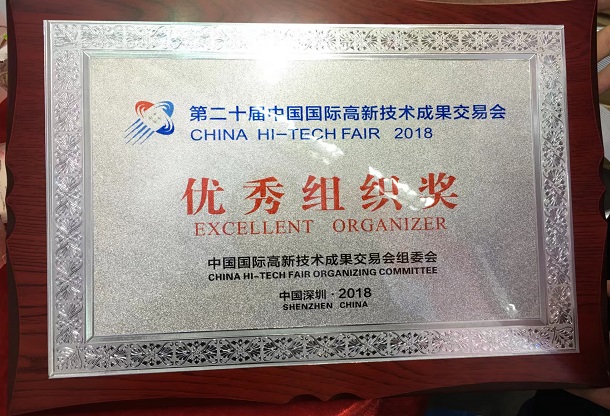 第二十届中国国际高新技术成果交易会
CHINA HI-TECH FAIR 2018
优秀组织奖
EXCELLENT ORGANIZER
中国国际高新技术成果交易会组委会
CHINA HI-TECH FAIR ORGANIZING COMMITTEE
中国深圳·2018
SHENZHEN CHINA